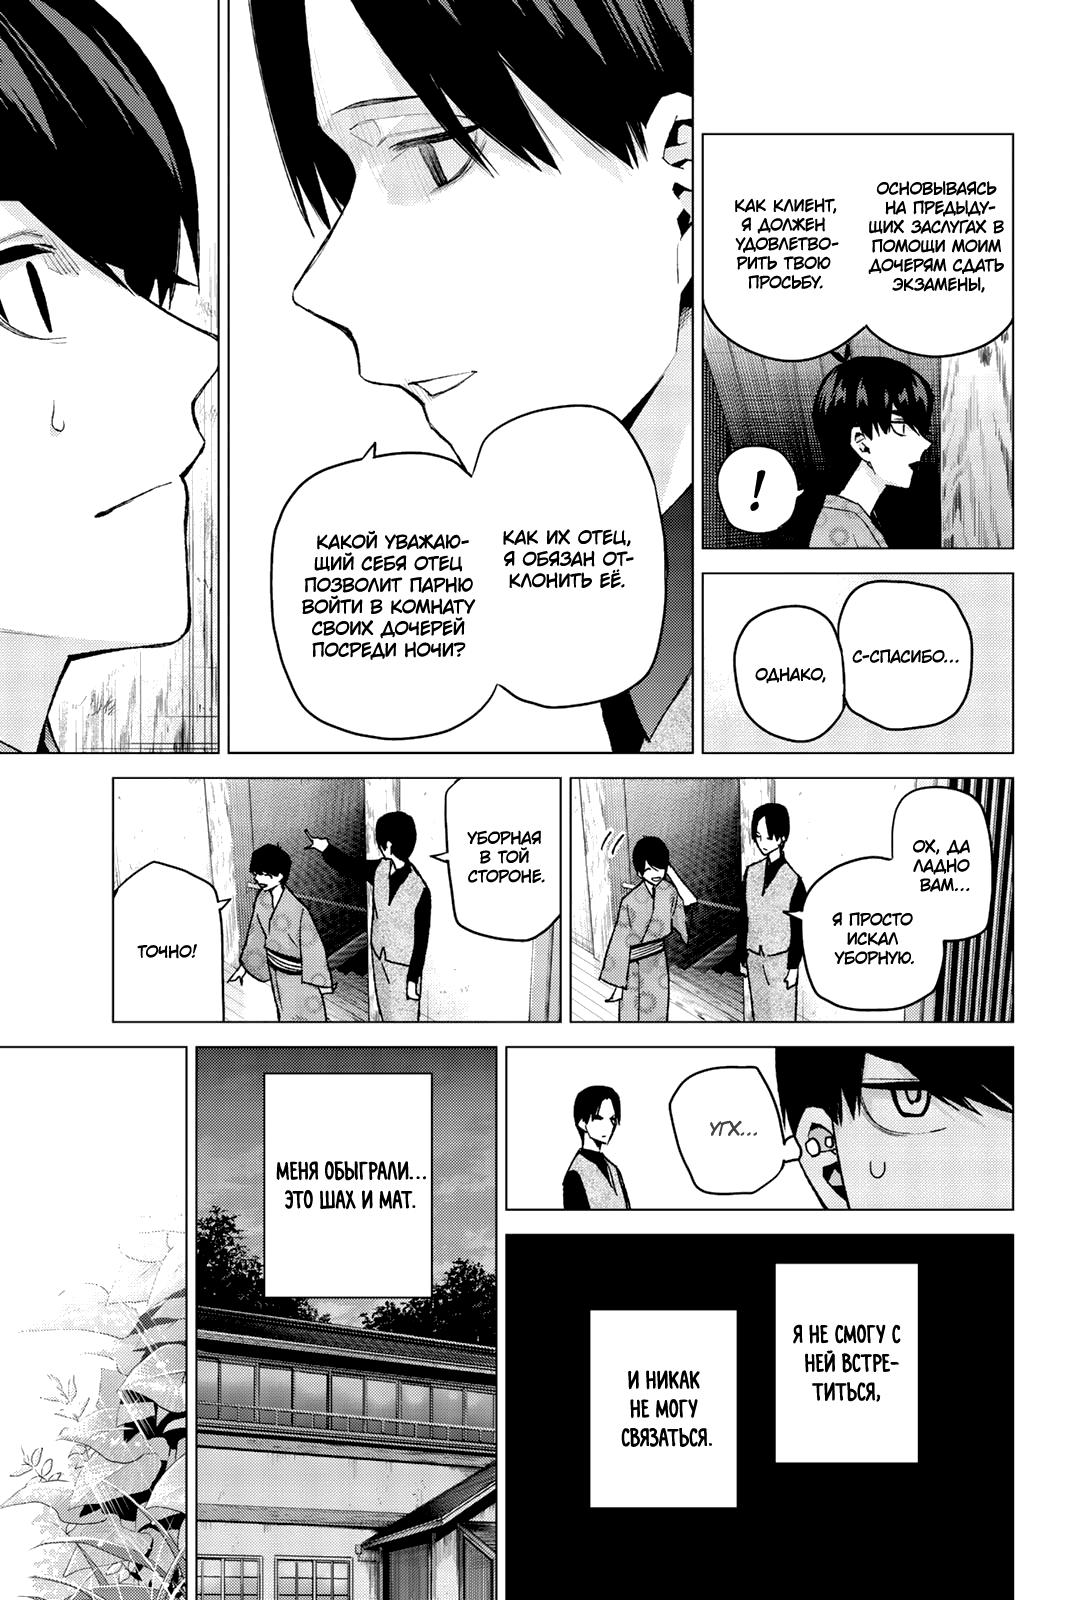 ОСНОВЫВАЯСЬ
НА ПРЕДЫДУ-
ЩИХ ЗАСЛУГАХ В
ПОМОЩИ МОИМ
ДОЧЕРЯМ СДАТЬ
ЭКЗАМЕНЫ,
КАК КЛИЕНТ,
Я ДОЛЖЕН
УДОВЛЕТВО-
РИТЬ ТВОЮ
ПРОСЬБУ.
!
С-СПАСИБО...
ОДНАКО,
КАК ИХ ОТЕЦ,
Я ОБЯЗАН ОТ-
КЛОНИТЬ ЕЁ.
КАКОЙ УВАЖАЮ-
ЩИЙ СЕБЯ ОТЕЦ
ПОЗВОЛИТ ПАРНЮ
ВОЙТИ В КОМНАТУ
СВОИХ ДОЧЕРЕЙ
ПОСРЕДИ НОЧИ?
ОХ, ДА
ЛАДНО
ВАМ...
Я ПРОСТО
ИСКАЛ
УБОРНУЮ.
УБОРНАЯ
В ТОЙ
СТОРОНЕ.
ТОЧНО!
УГХ...
Я НЕ СМОГУ С
НЕЙ ВСТРЕ-
ТИТЬСЯ,
И НИКАК
НЕ МОГУ
СВЯЗАТЬСЯ.
МЕНЯ ОБЫГРАЛИ...
ЭТО ШАХ И МАТ.